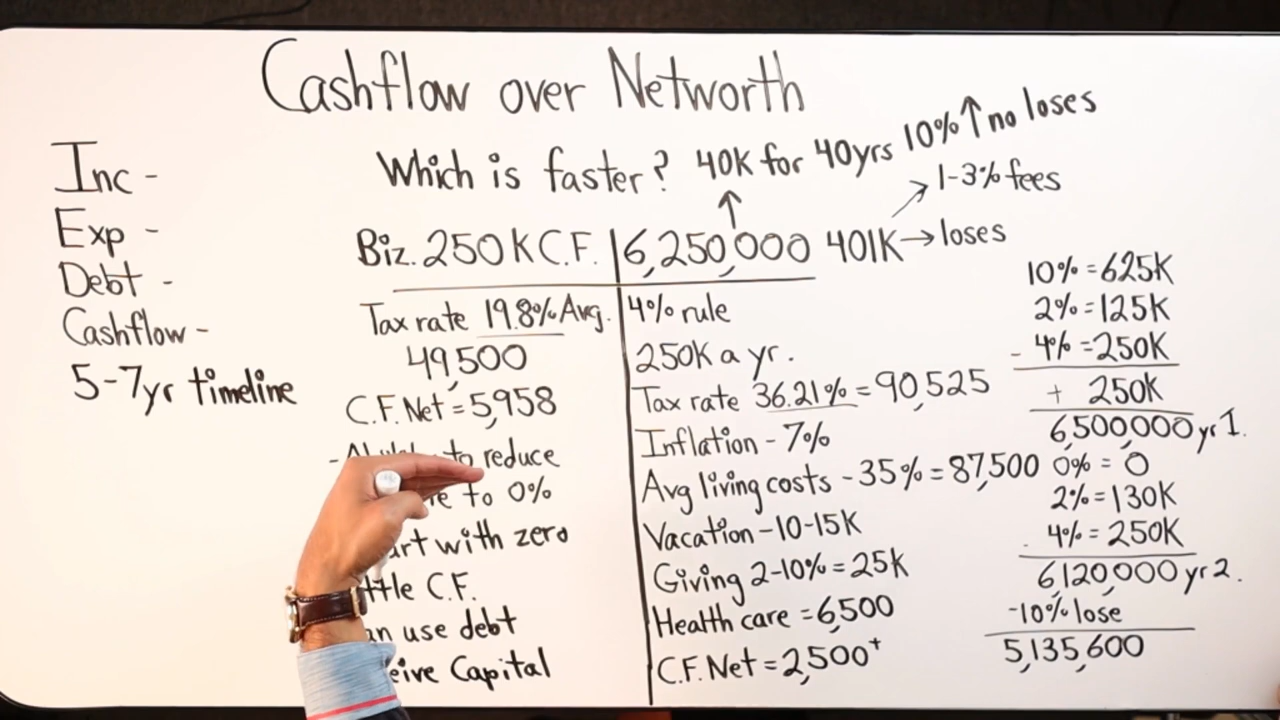 Cashflow over Networth
Inc -
Exp -
Debt -
Cashflow -
5-7yr timeline
Which is faster? 40K for 40yrs 10%↑ no loses
→ 1-3% fees
Biz. 250K C.F. | 6,250,000 401K → loses
Tax rate 19.8% Avg.
49,500
C.F. Net = 5,958
to reduce
to 0%
with zero
C.F.
use debt
Capital
4% rule
250K a yr.
Tax rate 36.21% = 90,525
Inflation - 7%
Avg living costs - 35% = 87,500
Vacation - 10-15K
Giving 2-10% = 25K
Health care = 6,500
C.F. Net = 2,500+
10% = 625K
2% = 125K
- 4% = 250K
+ 250K
6,500,000 yr 1.
0% = 0
2% = 130K
- 4% = 250K
6,120,000 yr 2.
-10% lose
5,135,600